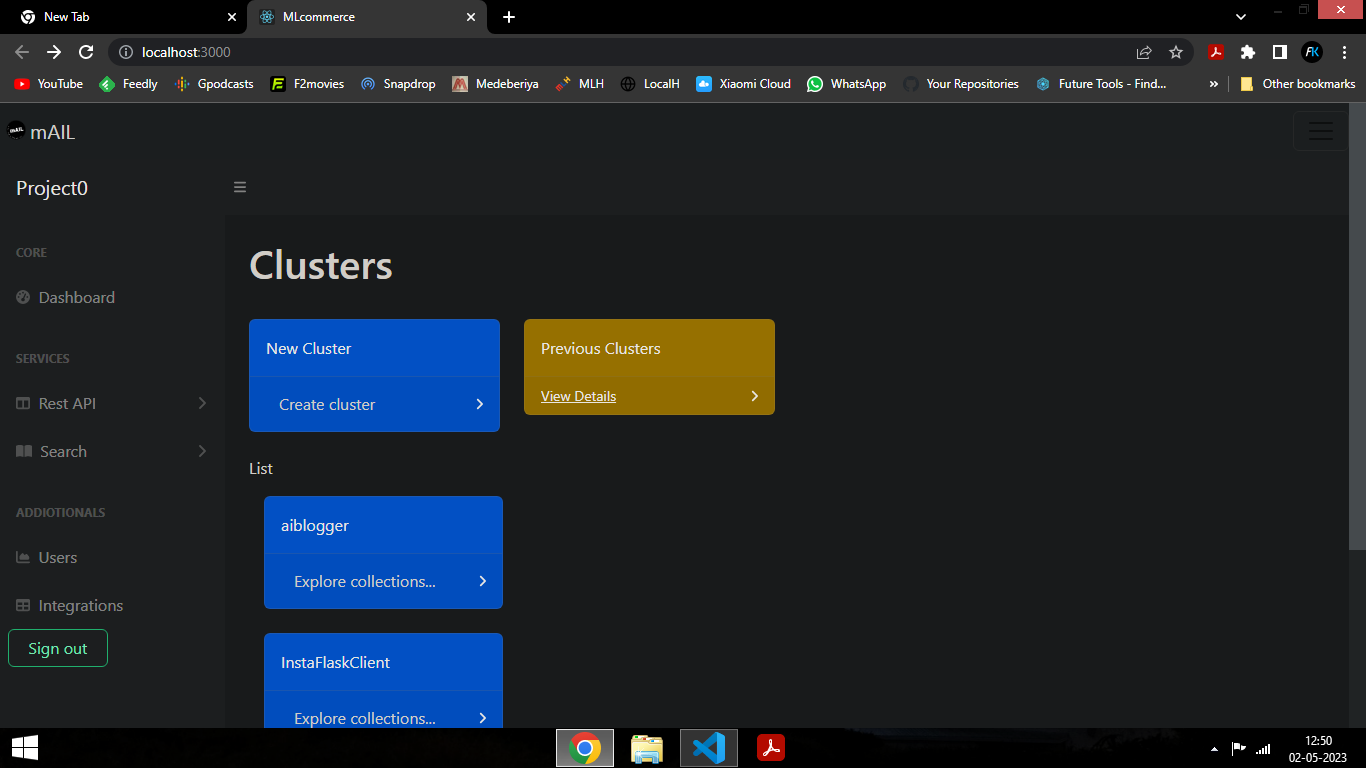 New Tab
MLcommerce
localhost:3000
YouTube
Feedly
Gpodcasts
F2movies
Snapdrop
Medeberiya
MLH
LocalH
Xiaomi Cloud
WhatsApp
Your Repositories
Future Tools - Find...
Other bookmarks
mAIL
mAIL
Project0
CORE
Dashboard
SERVICES
Rest API
Search
ADDIOTIONALS
Users
Integrations
Sign out
Clusters
New Cluster
Create cluster
Previous Clusters
View Details
List
aiblogger
Explore collections...
InstaFlaskClient
Explore collections...
12:50
02-05-2023